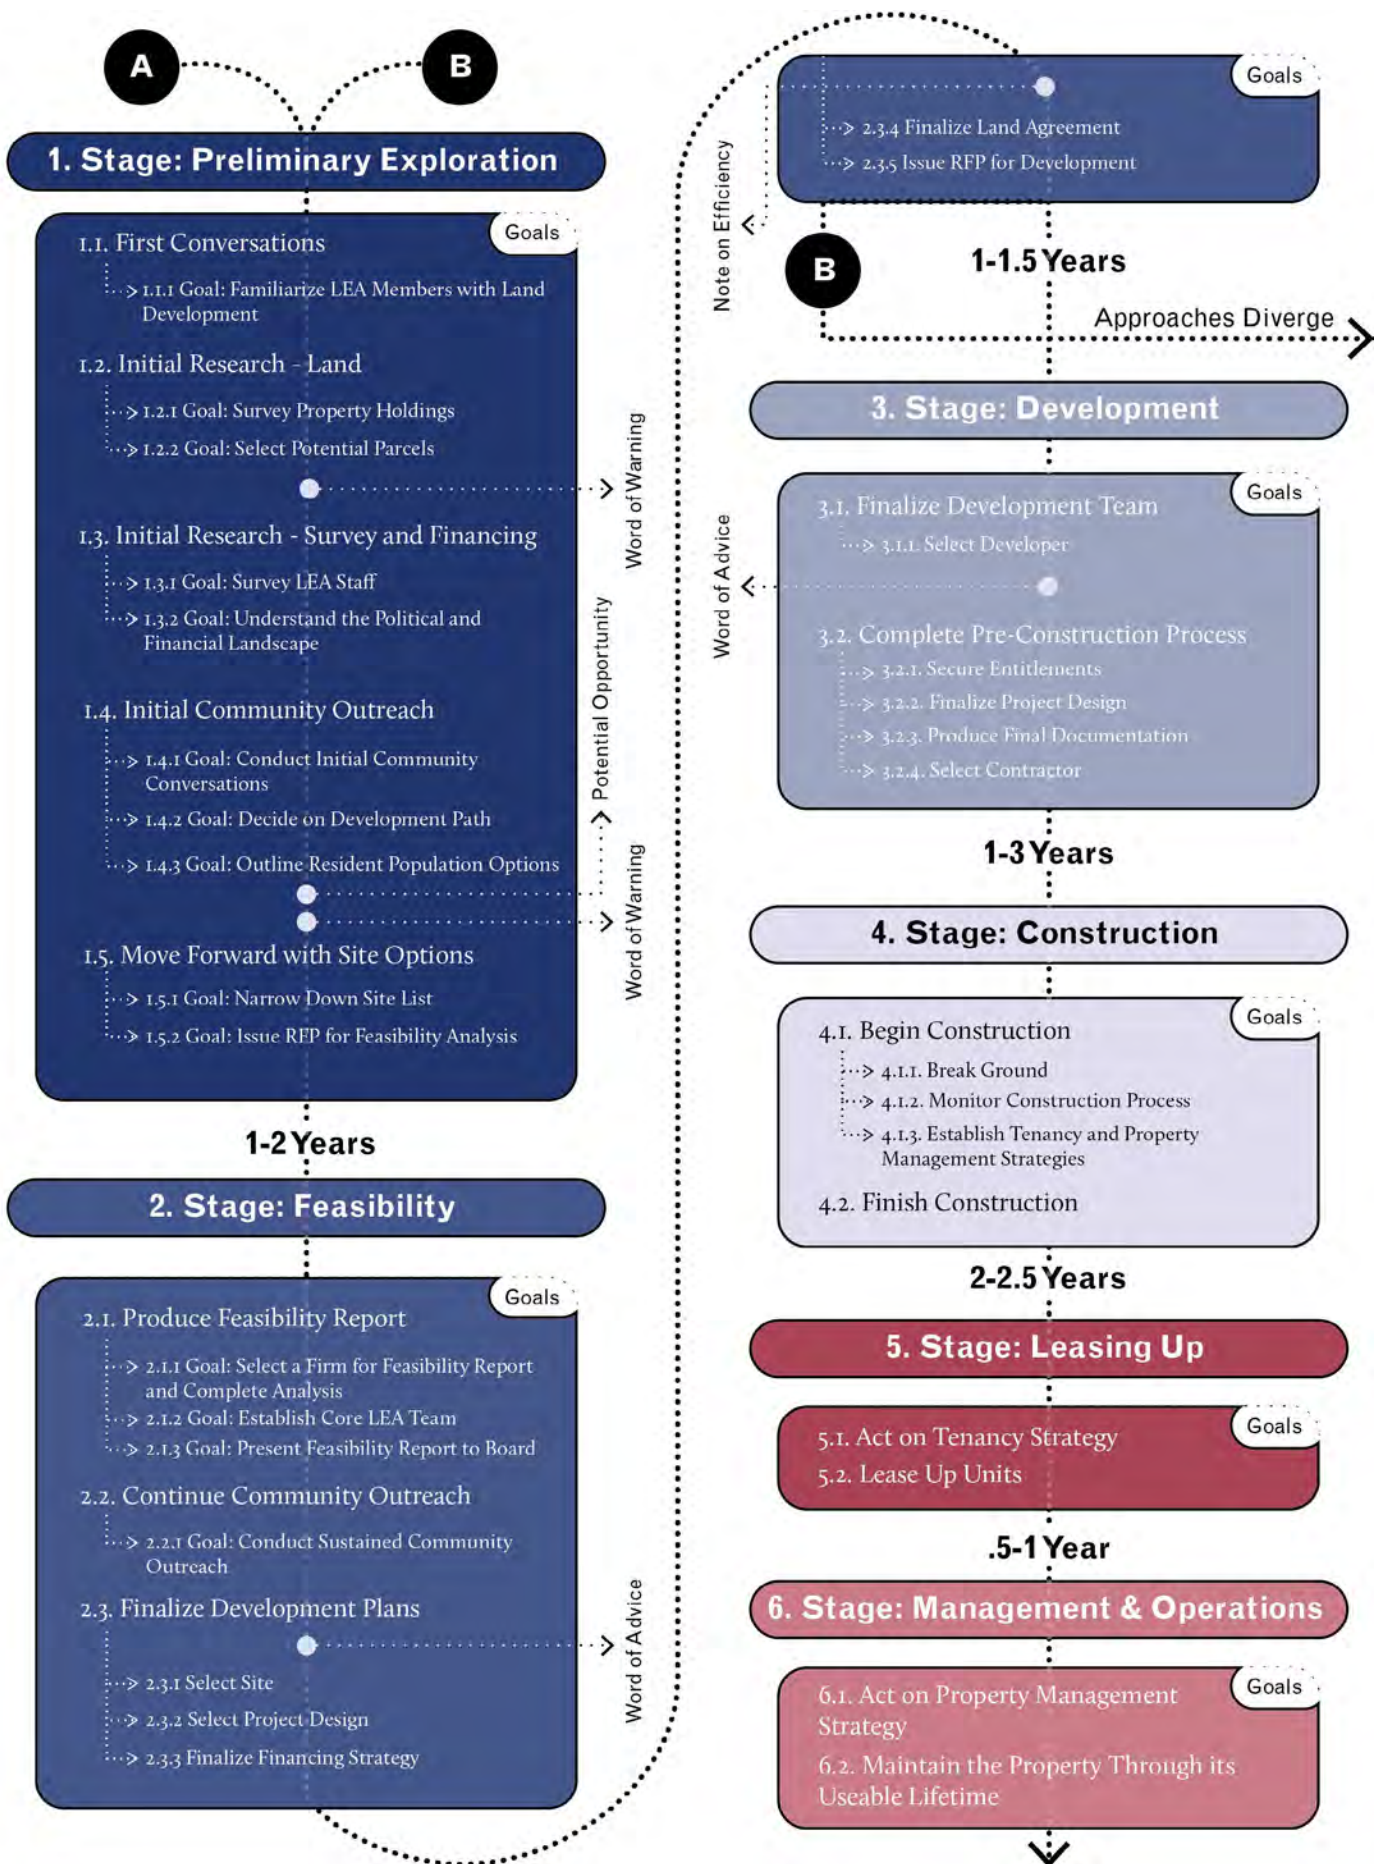 A
B
1. Stage: Preliminary Exploration
Goals
1.1. First Conversations
1.1.1 Goal: Familiarize LEA Members with Land
Development
1.2. Initial Research - Land
1.2.1 Goal: Survey Property Holdings
1.2.2 Goal: Select Potential Parcels
Word of Warning
1.3. Initial Research - Survey and Financing
1.3.1 Goal: Survey LEA Staff
1.3.2 Goal: Understand the Political and
Financial Landscape
1.4. Initial Community Outreach
1.4.1 Goal: Conduct Initial Community
Conversations
1.4.2 Goal: Decide on Development Path
1.4.3 Goal: Outline Resident Population Options
Potential Opportunity
Word of Warning
1.5. Move Forward with Site Options
1.5.1 Goal: Narrow Down Site List
1.5.2 Goal: Issue RFP for Feasibility Analysis
1-2 Years
2. Stage: Feasibility
Goals
2.1. Produce Feasibility Report
2.1.1 Goal: Select a Firm for Feasibility Report
and Complete Analysis
2.1.2 Goal: Establish Core LEA Team
2.1.3 Goal: Present Feasibility Report to Board
2.2. Continue Community Outreach
2.2.1 Goal: Conduct Sustained Community
Outreach
2.3. Finalize Development Plans
Word of Advice
2.3.1 Select Site
2.3.2 Select Project Design
2.3.3 Finalize Financing Strategy
Goals
2.3.4 Finalize Land Agreement
2.3.5 Issue RFP for Development
Note on Efficiency
B
1-1.5 Years
Approaches Diverge
3. Stage: Development
Goals
3.1. Finalize Development Team
3.1.1. Select Developer
Word of Advice
3.2. Complete Pre-Construction Process
3.2.1. Secure Entitlements
3.2.2. Finalize Project Design
3.2.3. Produce Final Documentation
3.2.4. Select Contractor
1-3 Years
4. Stage: Construction
Goals
4.1. Begin Construction
4.1.1. Break Ground
4.1.2. Monitor Construction Process
4.1.3. Establish Tenancy and Property
Management Strategies
4.2. Finish Construction
2-2.5 Years
5. Stage: Leasing Up
Goals
5.1. Act on Tenancy Strategy
5.2. Lease Up Units
.5-1 Year
6. Stage: Management & Operations
Goals
6.1. Act on Property Management
Strategy
6.2. Maintain the Property Through its
Useable Lifetime